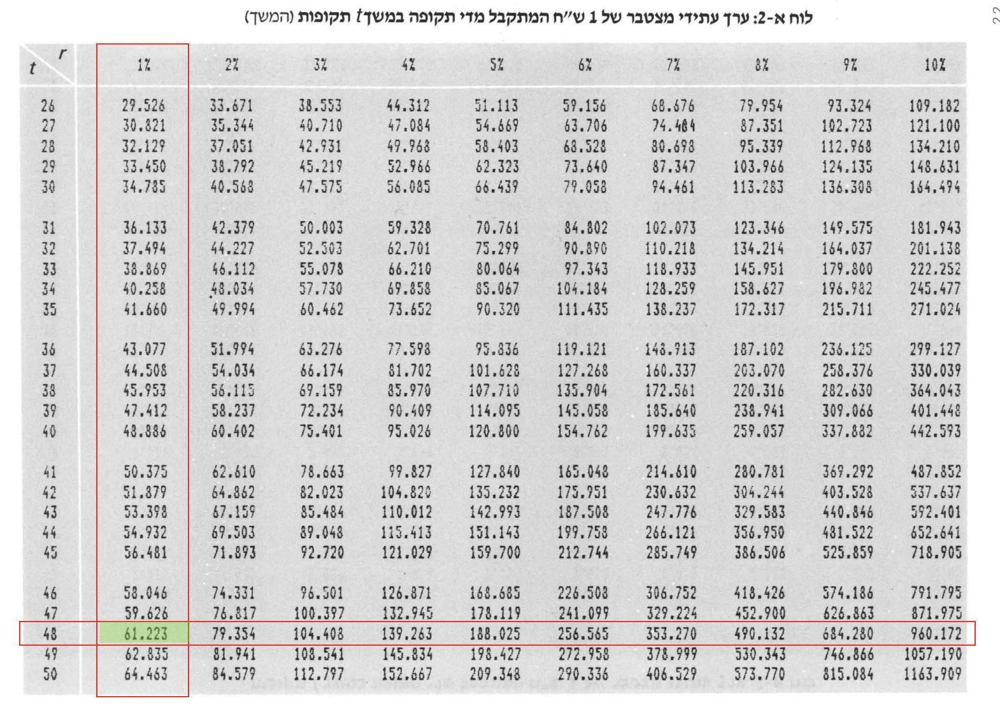 לוח א-2: ערך עתידי מצטבר של 1 ש״ח המתקבל מדי תקופה במשך t תקופות (המשך)
22
t r 1% 2% 3% 4% 5% 6% 7% 8% 9% 10%
26 29.526 33.671 38.553 44.312 51.113 59.156 68.676 79.954 93.324 109.182
27 30.821 35.344 40.710 47.084 54.669 63.706 74.484 87.351 102.723 121.100
28 32.129 37.051 42.931 49.968 58.403 68.528 80.698 95.339 112.968 134.210
29 33.450 38.792 45.219 52.966 62.323 73.640 87.347 103.966 124.135 148.631
30 34.785 40.568 47.575 56.085 66.439 79.058 94.461 113.283 136.308 164.494
31 36.133 42.379 50.003 59.328 70.761 84.802 102.073 123.346 149.575 181.943
32 37.494 44.227 52.503 62.701 75.299 90.890 110.218 134.214 164.037 201.138
33 38.869 46.112 55.078 66.210 80.064 97.343 118.933 145.951 179.800 222.252
34 40.258 48.034 57.730 69.858 85.067 104.184 128.259 158.627 196.982 245.477
35 41.660 49.994 60.462 73.652 90.320 111.435 138.237 172.317 215.711 271.024
36 43.077 51.994 63.276 77.598 95.836 119.121 148.913 187.102 236.125 299.127
37 44.508 54.034 66.174 81.702 101.628 127.268 160.337 203.070 258.376 330.039
38 45.953 56.115 69.159 85.970 107.710 135.904 172.561 220.316 282.630 364.043
39 47.412 58.237 72.234 90.409 114.095 145.058 185.640 238.941 309.066 401.448
40 48.886 60.402 75.401 95.026 120.800 154.762 199.635 259.057 337.882 442.593
41 50.375 62.610 78.663 99.827 127.840 165.048 214.610 280.781 369.292 487.852
42 51.879 64.862 82.023 104.820 135.232 175.951 230.632 304.244 403.528 537.637
43 53.398 67.159 85.484 110.012 142.993 187.508 247.776 329.583 440.846 592.401
44 54.932 69.503 89.048 115.413 151.143 199.758 266.121 356.950 481.522 652.641
45 56.481 71.893 92.720 121.029 159.700 212.744 285.749 386.506 525.859 718.905
46 58.046 74.331 96.501 126.871 168.685 226.508 306.752 418.426 574.186 791.795
47 59.626 76.817 100.397 132.945 178.119 241.099 329.224 452.900 626.863 871.975
48 61.223 79.354 104.408 139.263 188.025 256.565 353.270 490.132 684.280 960.172
49 62.835 81.941 108.541 145.834 198.427 272.958 378.999 530.343 746.866 1057.190
50 64.463 84.579 112.797 152.667 209.348 290.336 406.529 573.770 815.084 1163.909